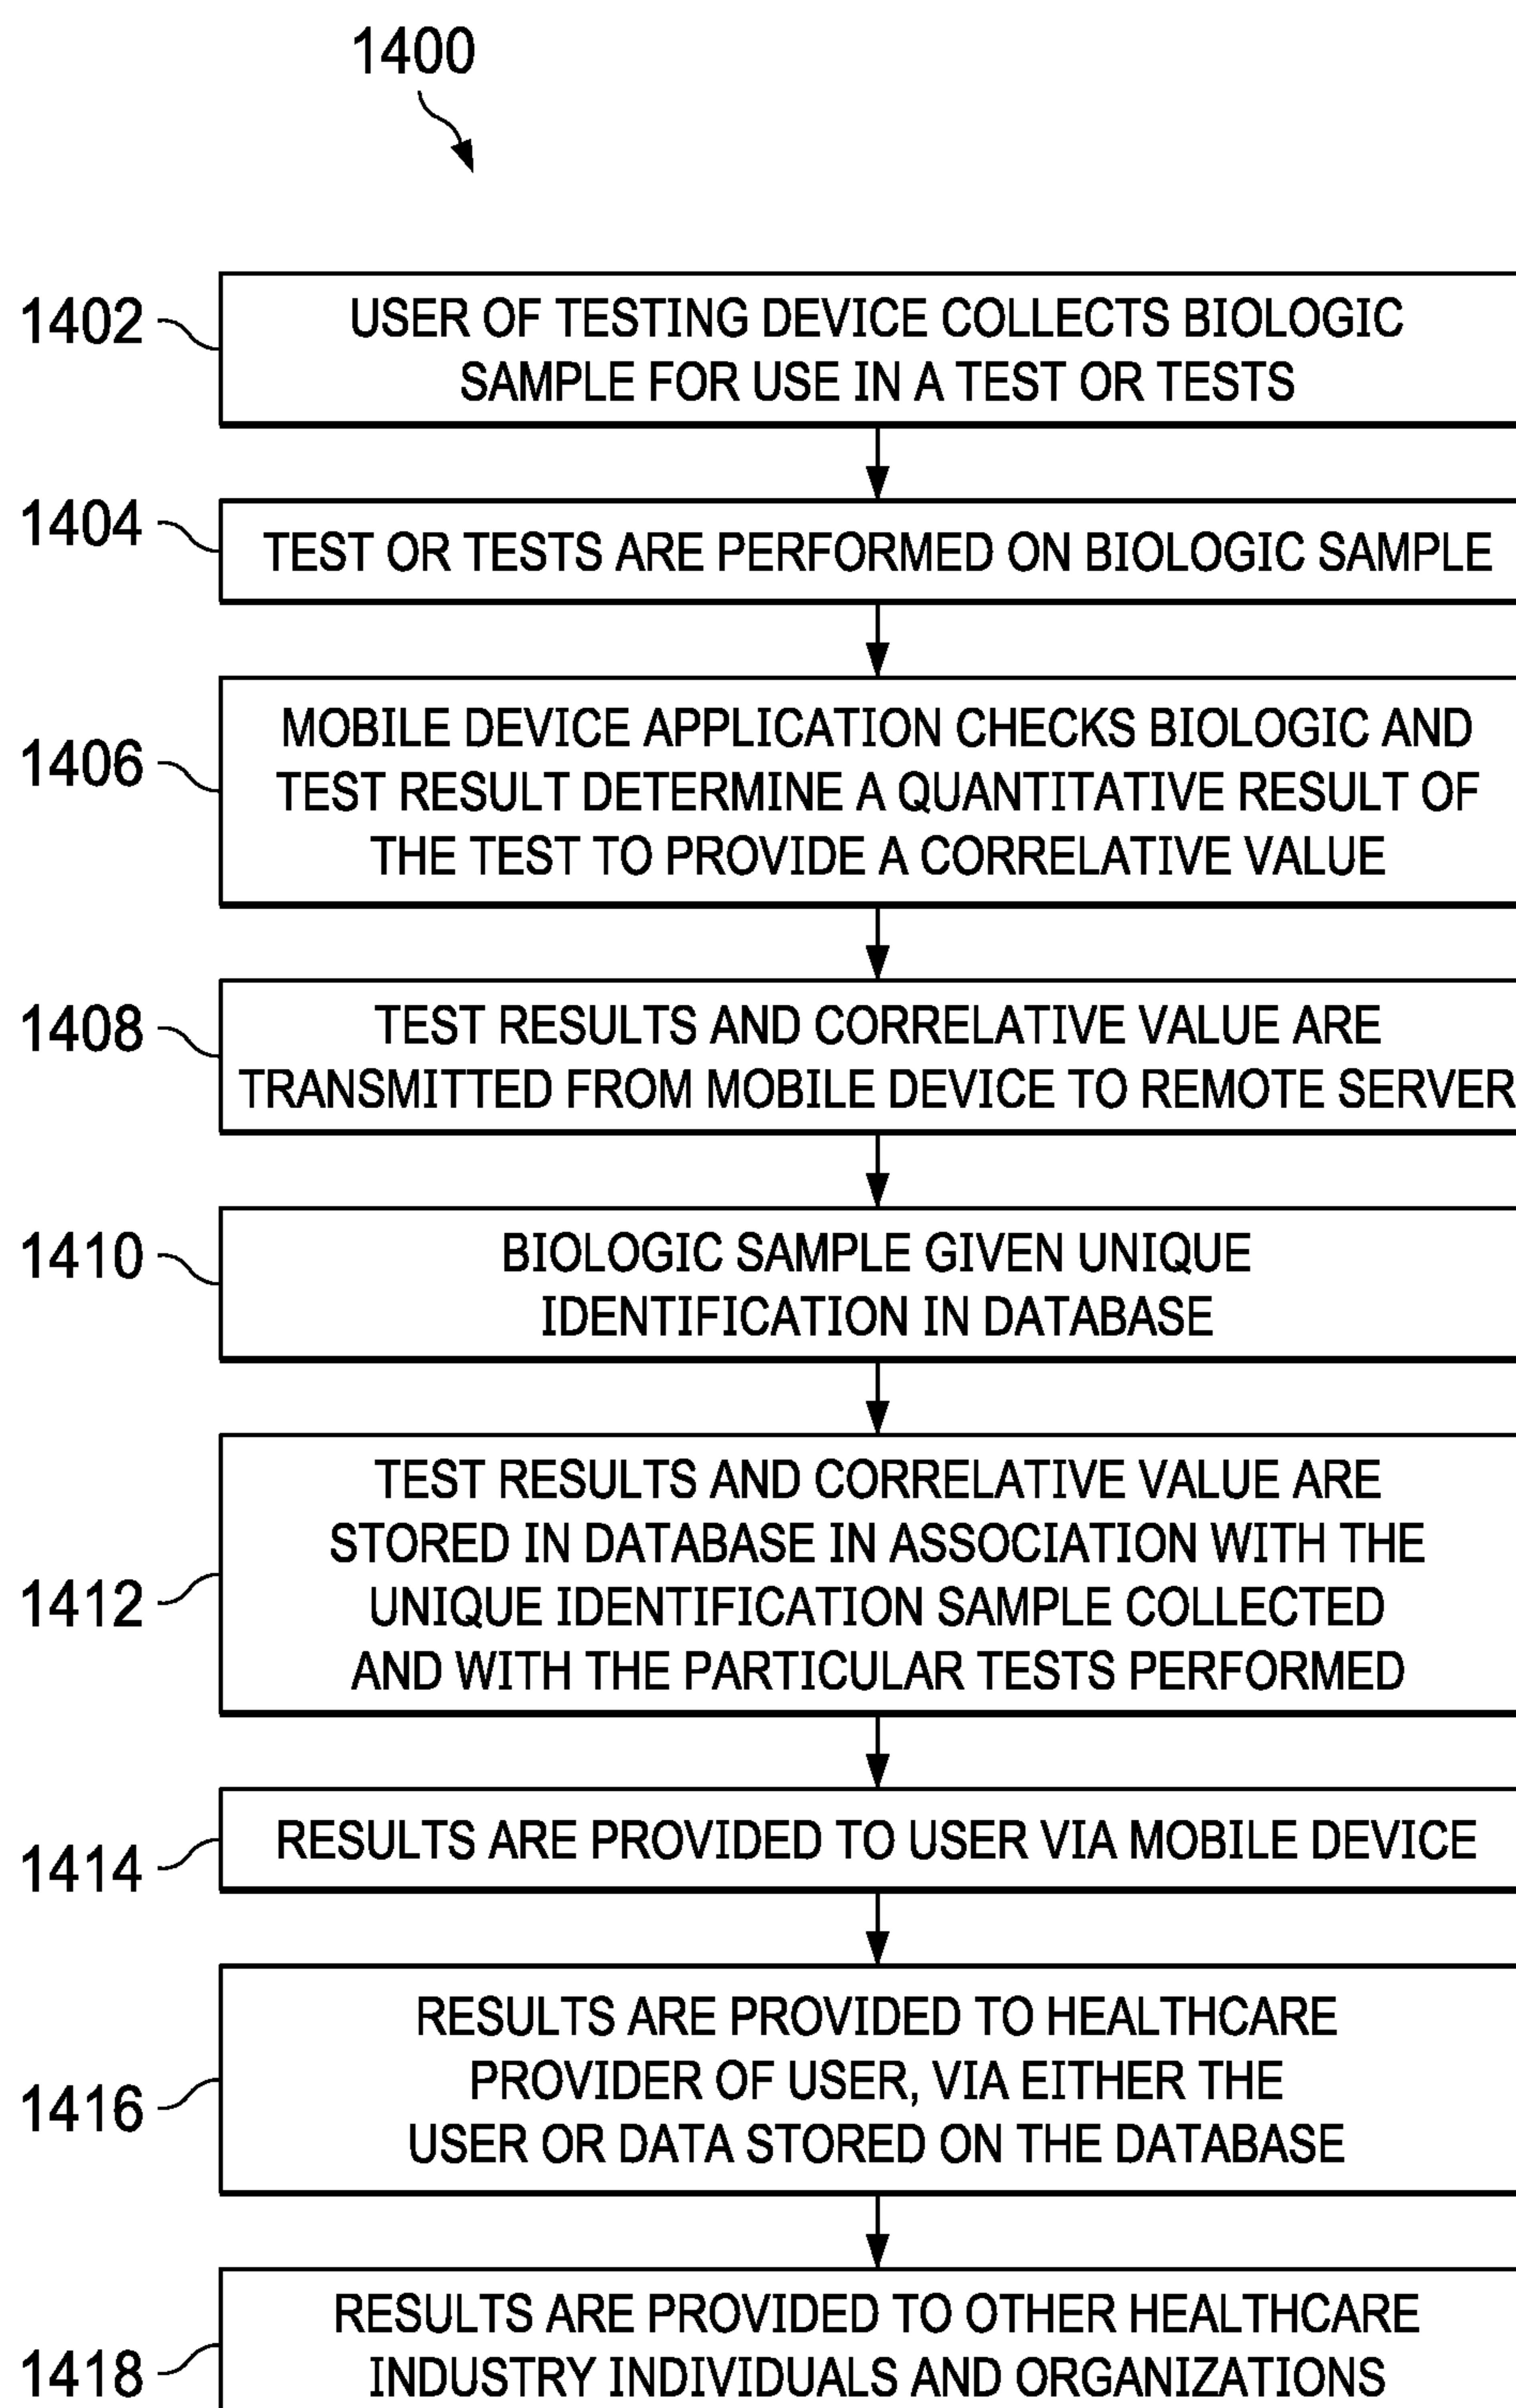 1400
1402
USER OF TESTING DEVICE COLLECTS BIOLOGIC
SAMPLE FOR USE IN A TEST OR TESTS
1404
TEST OR TESTS ARE PERFORMED ON BIOLOGIC SAMPLE
1406
MOBILE DEVICE APPLICATION CHECKS BIOLOGIC AND
TEST RESULT DETERMINE A QUANTITATIVE RESULT OF
THE TEST TO PROVIDE A CORRELATIVE VALUE
1408
TEST RESULTS AND CORRELATIVE VALUE ARE
TRANSMITTED FROM MOBILE DEVICE TO REMOTE SERVER
1410
BIOLOGIC SAMPLE GIVEN UNIQUE
IDENTIFICATION IN DATABASE
1412
TEST RESULTS AND CORRELATIVE VALUE ARE
STORED IN DATABASE IN ASSOCIATION WITH THE
UNIQUE IDENTIFICATION SAMPLE COLLECTED
AND WITH THE PARTICULAR TESTS PERFORMED
1414
RESULTS ARE PROVIDED TO USER VIA MOBILE DEVICE
1416
RESULTS ARE PROVIDED TO HEALTHCARE
PROVIDER OF USER, VIA EITHER THE
USER OR DATA STORED ON THE DATABASE
1418
RESULTS ARE PROVIDED TO OTHER HEALTHCARE
INDUSTRY INDIVIDUALS AND ORGANIZATIONS